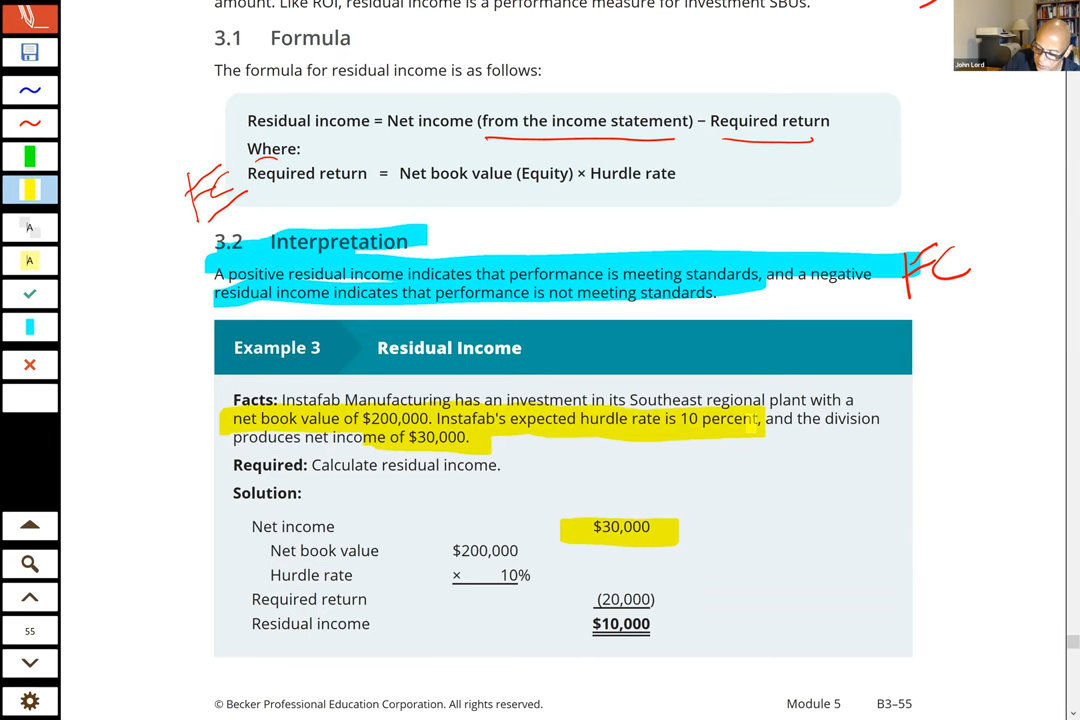 amount. Like ROI, residual income is a performance measure for investment SBUs.
3.1 Formula
The formula for residual income is as follows:
Residual income = Net income (from the income statement) − Required return
Where:
Required return = Net book value (Equity) × Hurdle rate
FC
3.2 Interpretation
A positive residual income indicates that performance is meeting standards, and a negative
residual income indicates that performance is not meeting standards.
FC
Example 3 Residual Income
Facts: Instafab Manufacturing has an investment in its Southeast regional plant with a
net book value of $200,000. Instafab's expected hurdle rate is 10 percent, and the division
produces net income of $30,000.
Required: Calculate residual income.
Solution:
Net income $30,000
Net book value $200,000
Hurdle rate × 10%
Required return (20,000)
Residual income $10,000
© Becker Professional Education Corporation. All rights reserved. Module 5 B3–55
John Lord
A
A
55